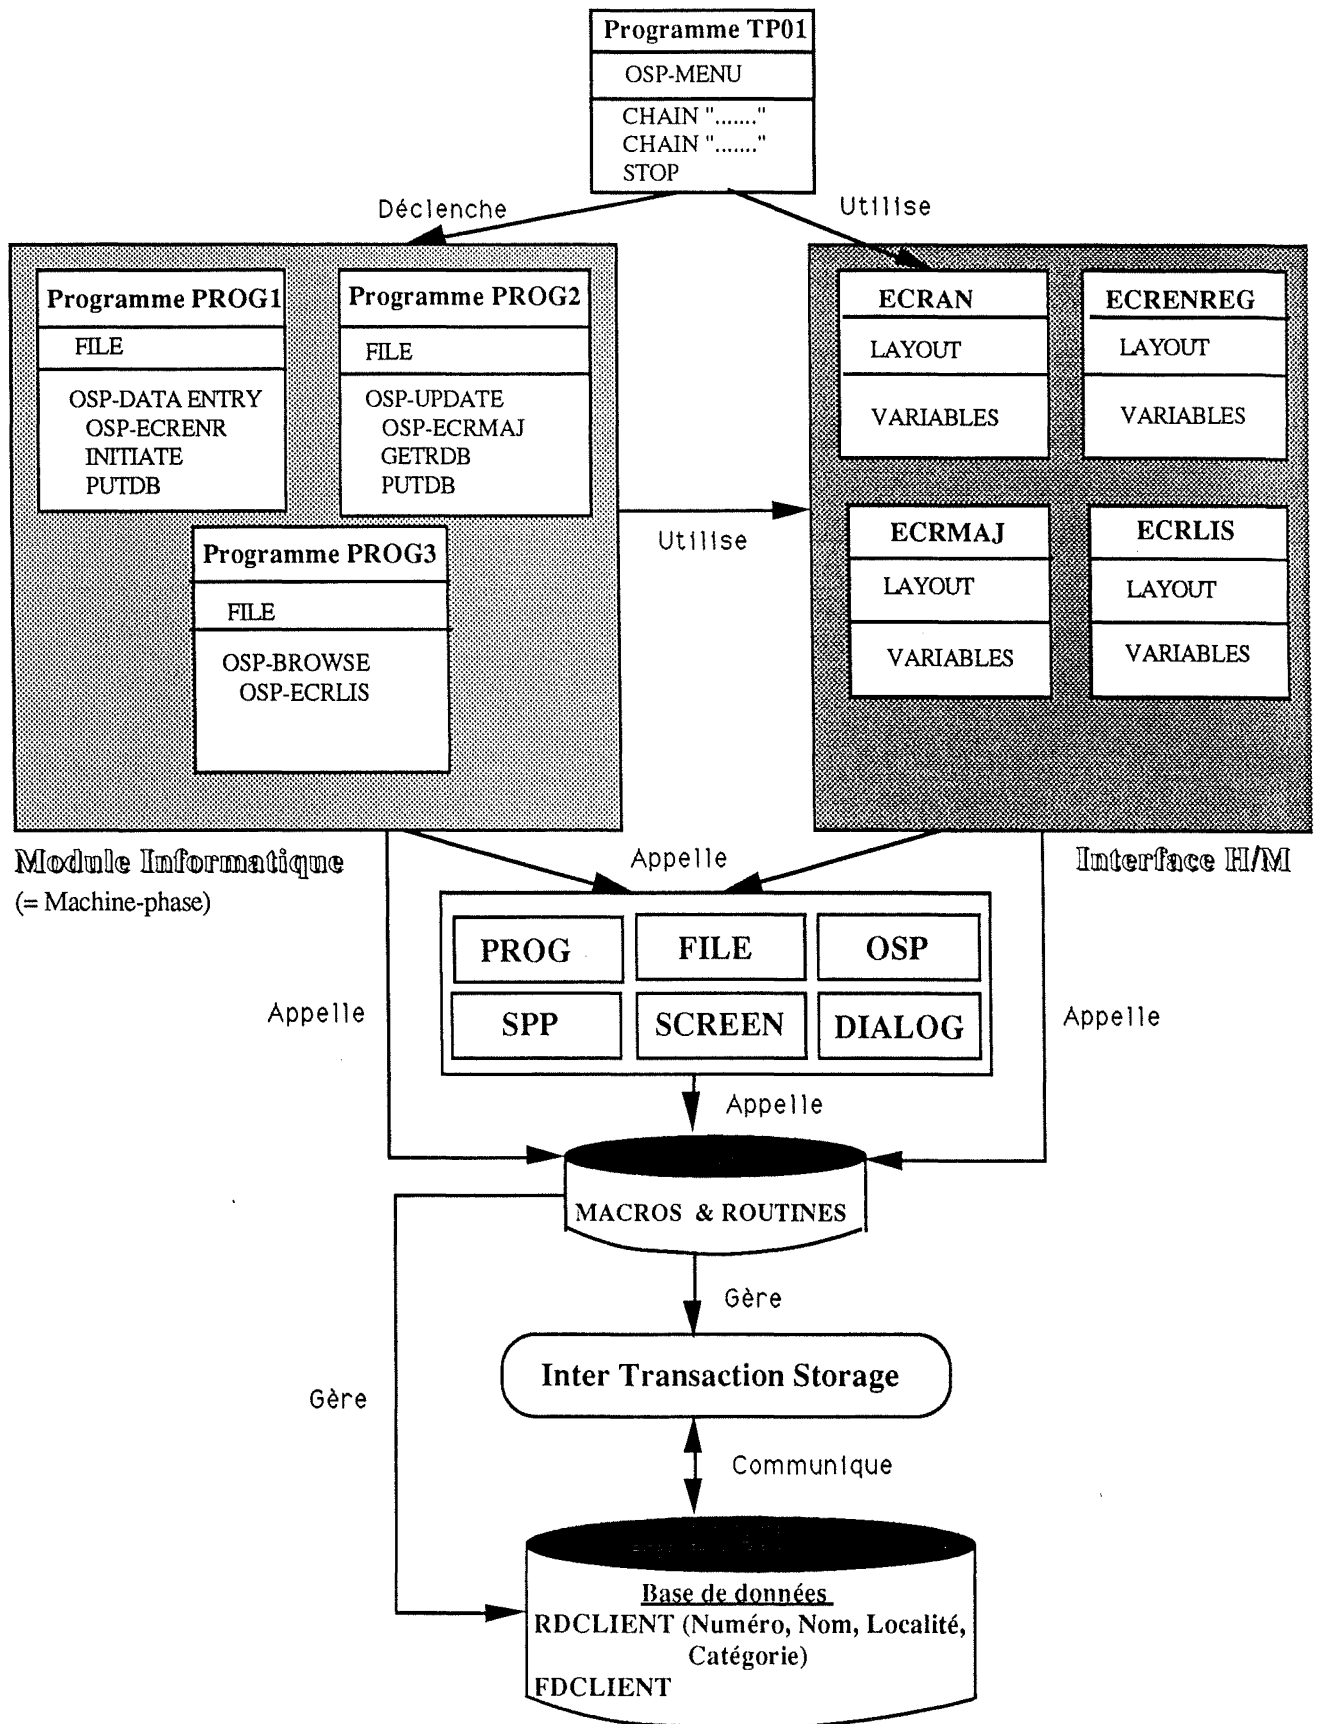 Programme TP01
OSP-MENU
CHAIN "......."
CHAIN "......."
STOP
Déclenche
Utilise
Programme PROG1
FILE
OSP-DATA ENTRY
OSP-ECRENR
INITIATE
PUTDB
Programme PROG2
FILE
OSP-UPDATE
OSP-ECRMAJ
GETRDB
PUTDB
Programme PROG3
FILE
OSP-BROWSE
OSP-ECRLIS
Utilise
ECRAN
LAYOUT
VARIABLES
ECRENREG
LAYOUT
VARIABLES
ECRMAJ
LAYOUT
VARIABLES
ECRLIS
LAYOUT
VARIABLES
Module Informatique
(= Machine-phase)
Interface H/M
Appelle
PROG
FILE
OSP
SPP
SCREEN
DIALOG
Appelle
Appelle
Appelle
MACROS & ROUTINES
Gère
Inter Transaction Storage
Gère
Communique
Base de données
RDCLIENT (Numéro, Nom, Localité,
Catégorie)
FDCLIENT